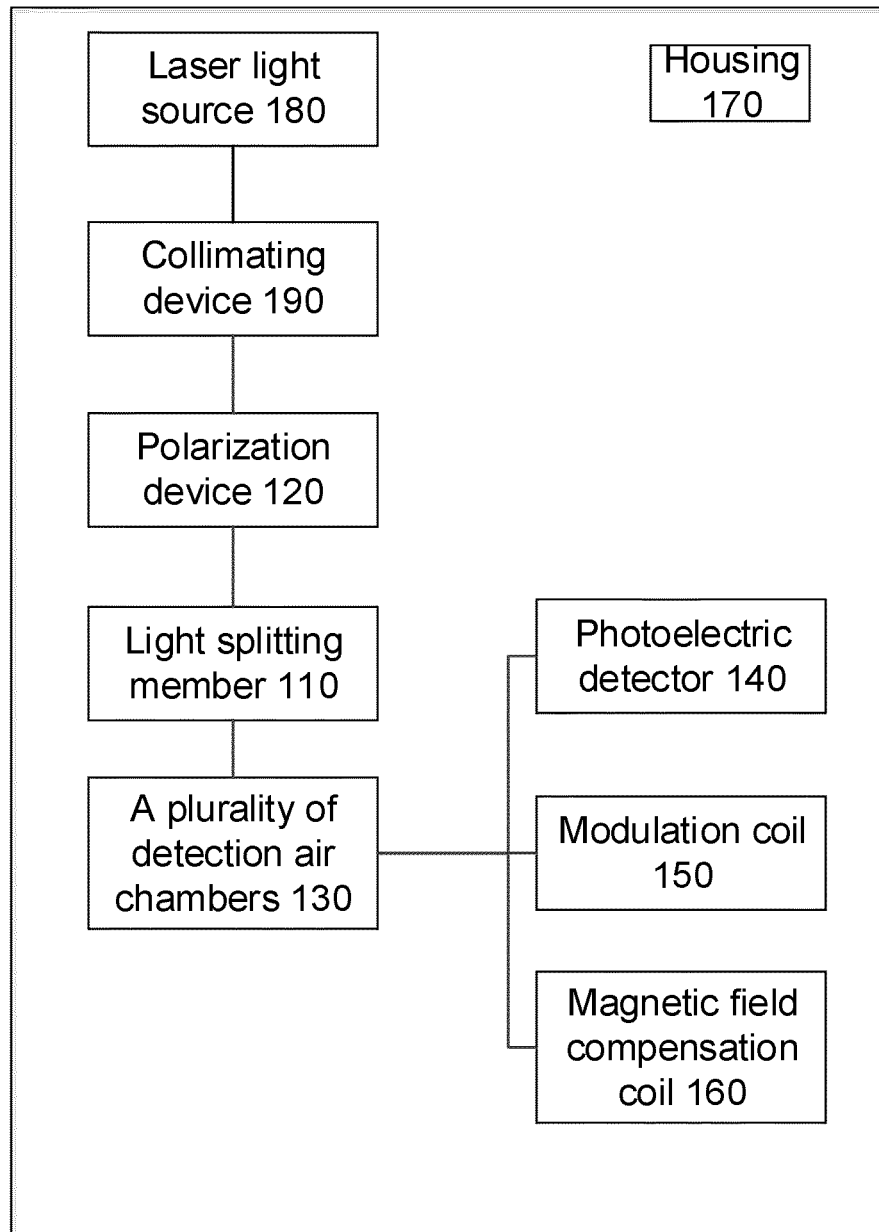 Laser light
source 180
Housing
170
Collimating
device 190
Polarization
device 120
Light splitting
member 110
Photoelectric
detector 140
A plurality of
detection air
chambers 130
Modulation coil
150
Magnetic field
compensation
coil 160